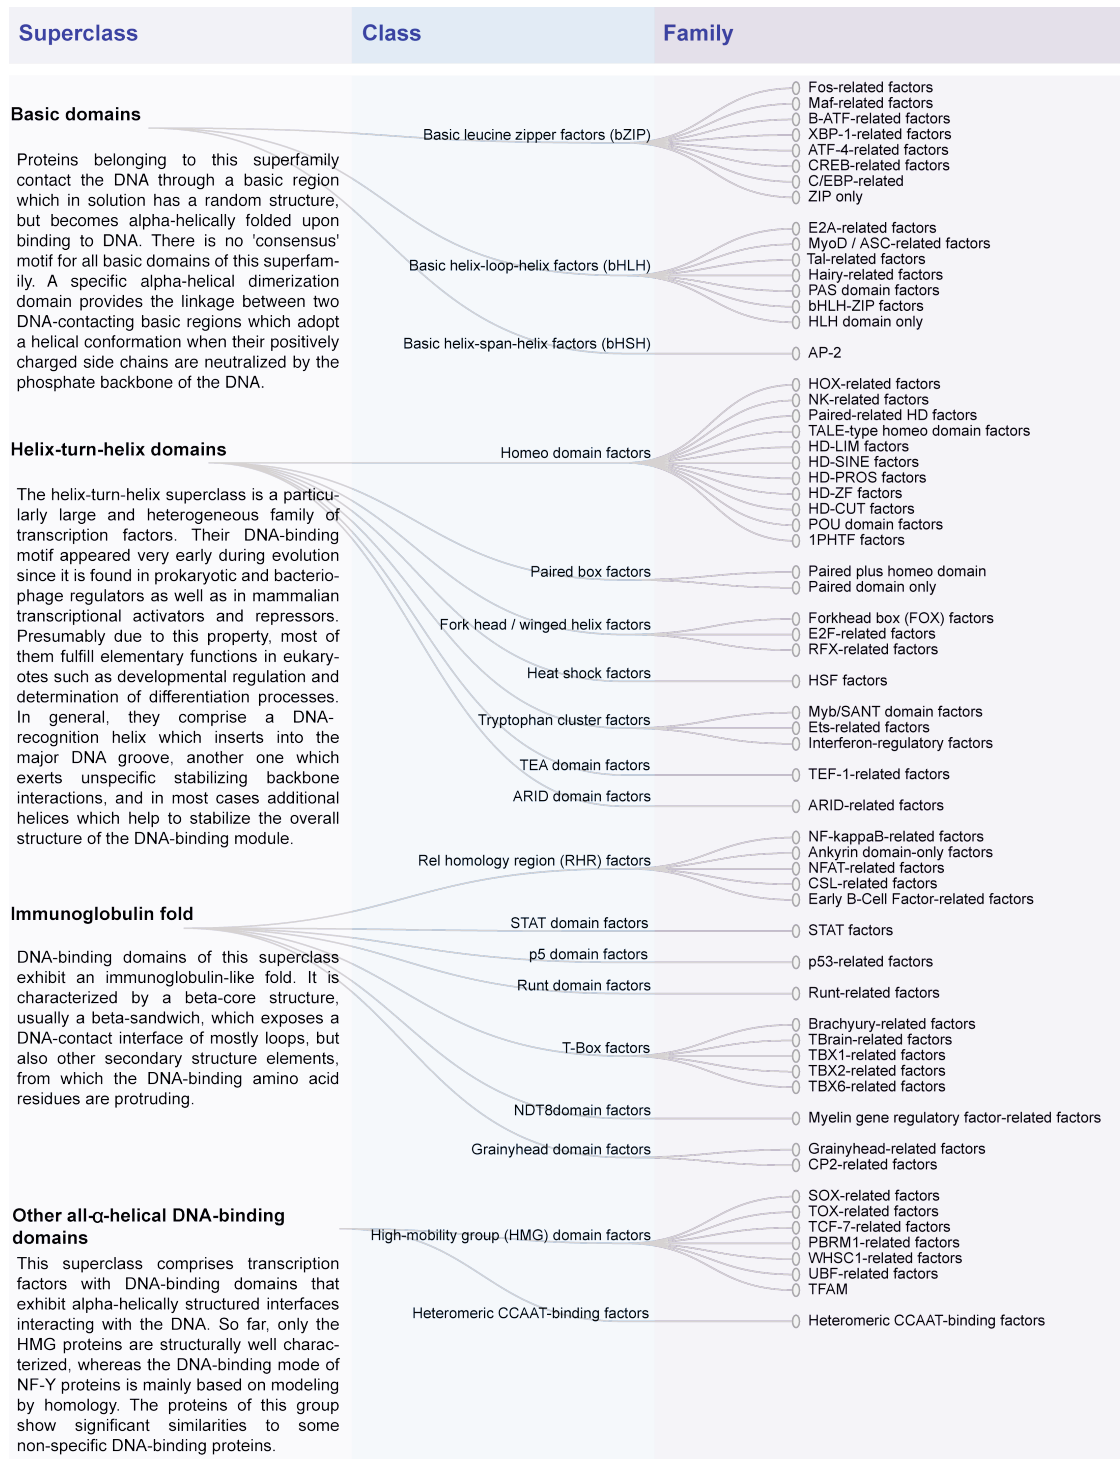 Superclass
Class
Family
Basic domains
Proteins belonging to this superfamily
contact the DNA through a basic region
which in solution has a random structure,
but becomes alpha-helically folded upon
binding to DNA. There is no 'consensus'
motif for all basic domains of this superfam-
ily. A specific alpha-helical dimerization
domain provides the linkage between two
DNA-contacting basic regions which adopt
a helical conformation when their positively
charged side chains are neutralized by the
phosphate backbone of the DNA.
Basic leucine zipper factors (bZIP)
Fos-related factors
Maf-related factors
B-ATF-related factors
XBP-1-related factors
ATF-4-related factors
CREB-related factors
C/EBP-related
ZIP only
Basic helix-loop-helix factors (bHLH)
E2A-related factors
MyoD / ASC-related factors
Tal-related factors
Hairy-related factors
PAS domain factors
bHLH-ZIP factors
HLH domain only
Basic helix-span-helix factors (bHSH)
AP-2
Helix-turn-helix domains
The helix-turn-helix superclass is a particu-
larly large and heterogeneous family of
transcription factors. Their DNA-binding
motif appeared very early during evolution
since it is found in prokaryotic and bacterio-
phage regulators as well as in mammalian
transcriptional activators and repressors.
Presumably due to this property, most of
them fulfill elementary functions in eukary-
otes such as developmental regulation and
determination of differentiation processes.
In general, they comprise a DNA-
recognition helix which inserts into the
major DNA groove, another one which
exerts unspecific stabilizing backbone
interactions, and in most cases additional
helices which help to stabilize the overall
structure of the DNA-binding module.
Homeo domain factors
HOX-related factors
NK-related factors
Paired-related HD factors
TALE-type homeo domain factors
HD-LIM factors
HD-SINE factors
HD-PROS factors
HD-ZF factors
HD-CUT factors
POU domain factors
1PHTF factors
Paired box factors
Paired plus homeo domain
Paired domain only
Fork head / winged helix factors
Forkhead box (FOX) factors
E2F-related factors
RFX-related factors
Heat shock factors
HSF factors
Tryptophan cluster factors
Myb/SANT domain factors
Ets-related factors
Interferon-regulatory factors
TEA domain factors
TEF-1-related factors
ARID domain factors
ARID-related factors
Immunoglobulin fold
DNA-binding domains of this superclass
exhibit an immunoglobulin-like fold. It is
characterized by a beta-core structure,
usually a beta-sandwich, which exposes a
DNA-contact interface of mostly loops, but
also other secondary structure elements,
from which the DNA-binding amino acid
residues are protruding.
Rel homology region (RHR) factors
NF-kappaB-related factors
Ankyrin domain-only factors
NFAT-related factors
CSL-related factors
Early B-Cell Factor-related factors
STAT domain factors
STAT factors
p5 domain factors
p53-related factors
Runt domain factors
Runt-related factors
T-Box factors
Brachyury-related factors
TBrain-related factors
TBX1-related factors
TBX2-related factors
TBX6-related factors
NDT8domain factors
Myelin gene regulatory factor-related factors
Grainyhead domain factors
Grainyhead-related factors
CP2-related factors
Other all-α-helical DNA-binding
domains
This superclass comprises transcription
factors with DNA-binding domains that
exhibit alpha-helically structured interfaces
interacting with the DNA. So far, only the
HMG proteins are structurally well charac-
terized, whereas the DNA-binding mode of
NF-Y proteins is mainly based on modeling
by homology. The proteins of this group
show significant similarities to some
non-specific DNA-binding proteins.
High-mobility group (HMG) domain factors
SOX-related factors
TOX-related factors
TCF-7-related factors
PBRM1-related factors
WHSC1-related factors
UBF-related factors
TFAM
Heteromeric CCAAT-binding factors
Heteromeric CCAAT-binding factors